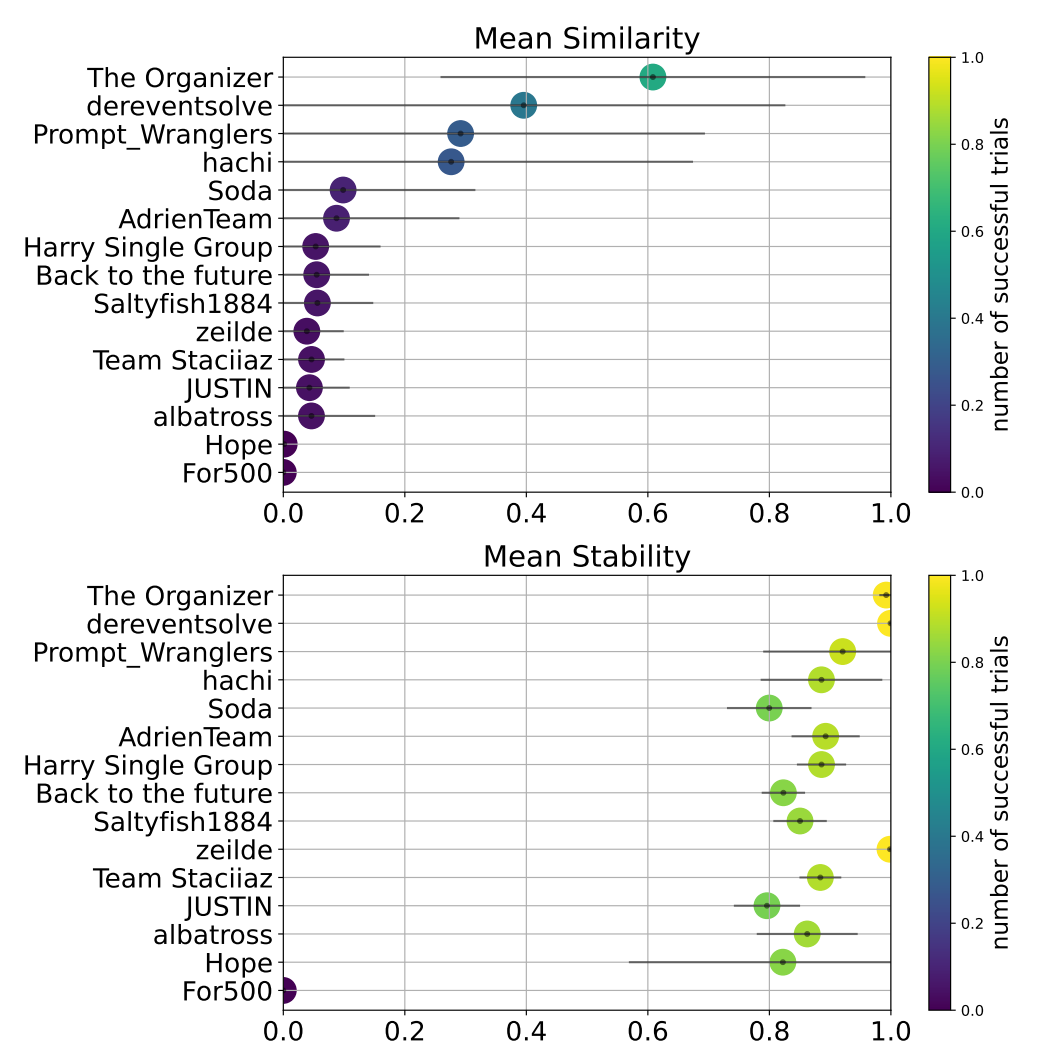 Mean Similarity
The Organizer
dereventsolve
Prompt_Wranglers
hachi
Soda
AdrienTeam
Harry Single Group
Back to the future
Saltyfish1884
zeilde
Team Staciiaz
JUSTIN
albatross
Hope
For500
0.0 0.2 0.4 0.6 0.8 1.0
1.0
0.8
0.6
0.4
0.2
0.0
number of successful trials
Mean Stability
The Organizer
dereventsolve
Prompt_Wranglers
hachi
Soda
AdrienTeam
Harry Single Group
Back to the future
Saltyfish1884
zeilde
Team Staciiaz
JUSTIN
albatross
Hope
For500
0.0 0.2 0.4 0.6 0.8 1.0
1.0
0.8
0.6
0.4
0.2
0.0
number of successful trials